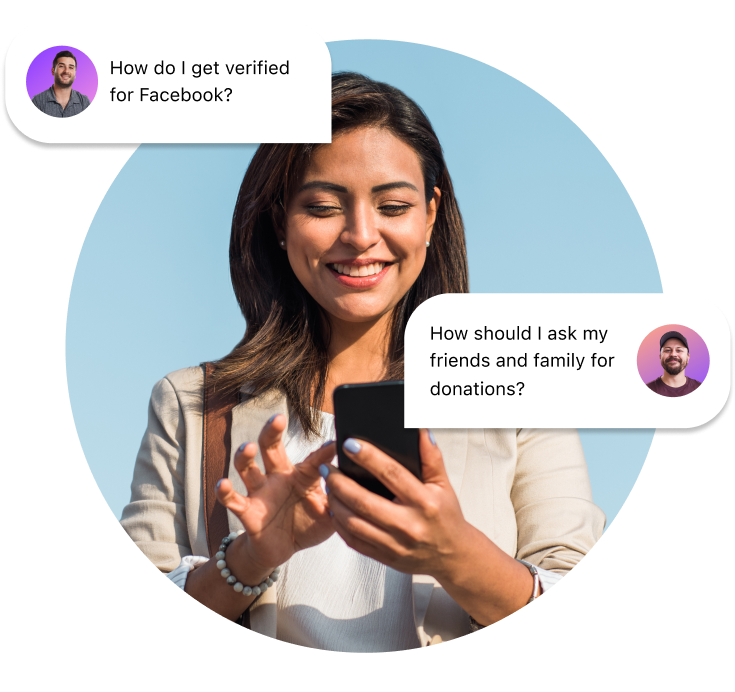 How do I get verified
for Facebook?
How should I ask my
friends and family for
donations?